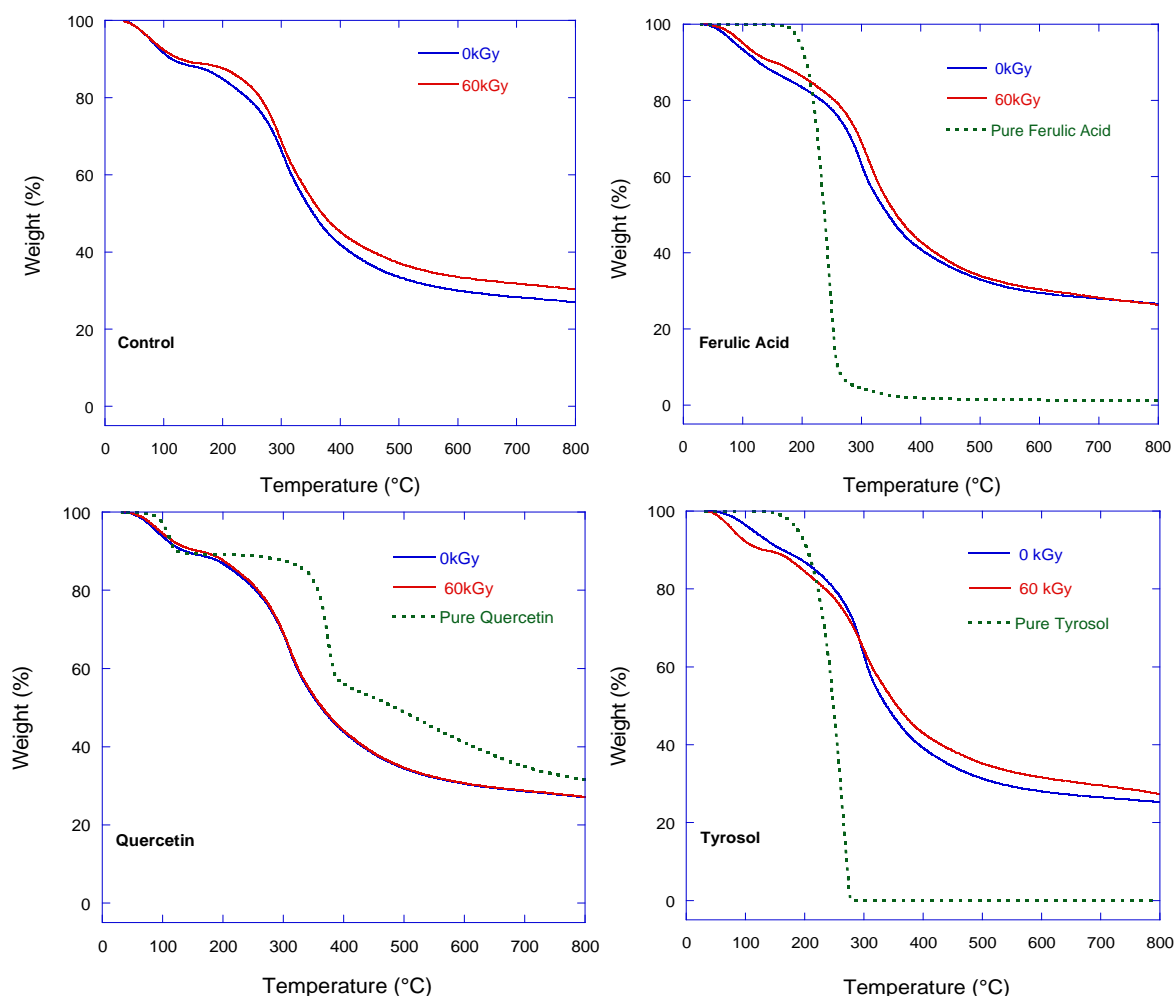 100
80
60
40
20
0
Weight (%)
0kGy
60kGy
Control
0 100 200 300 400 500 600 700 800
Temperature (°C)
100
80
60
40
20
0
Weight (%)
0kGy
60kGy
Pure Ferulic Acid
Ferulic Acid
0 100 200 300 400 500 600 700 800
Temperature (°C)
100
80
60
40
20
0
Weight (%)
0kGy
60kGy
Pure Quercetin
Quercetin
0 100 200 300 400 500 600 700 800
Temperature (°C)
100
80
60
40
20
0
Weight (%)
0 kGy
60 kGy
Pure Tyrosol
Tyrosol
0 100 200 300 400 500 600 700 800
Temperature (°C)